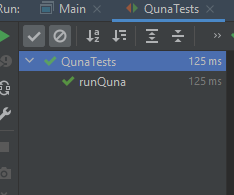 Run: Main QunaTests
»
QunaTests 125 ms
runQuna 125 ms